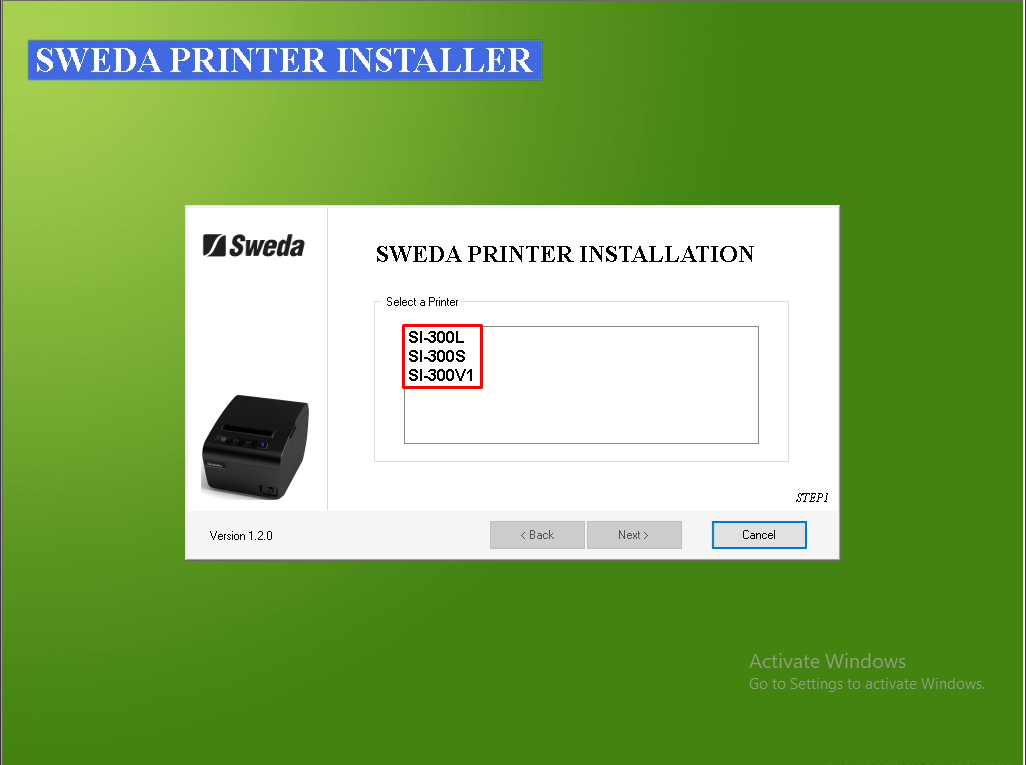 SWEDA PRINTER INSTALLER
Sweda
SWEDA PRINTER INSTALLATION
Select a Printer
SI-300L
SI-300S
SI-300V1
STEP1
Version 1.2.0
< Back
Next >
Cancel
Activate Windows
Go to Settings to activate Windows.